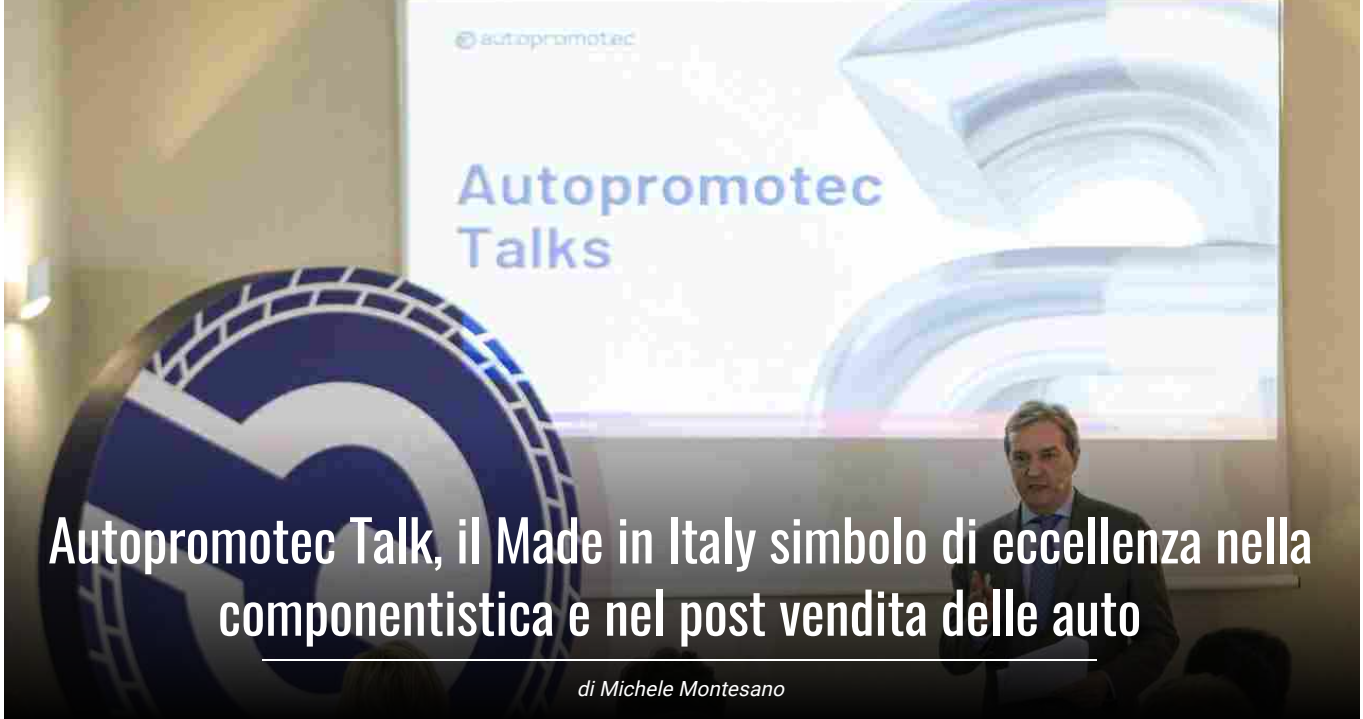 autopromotec
Autopromotec
Talks
Autopromotec Talk, il Made in Italy simbolo di eccellenza nella
componentistica e nel post vendita delle auto
di Michele Montesano